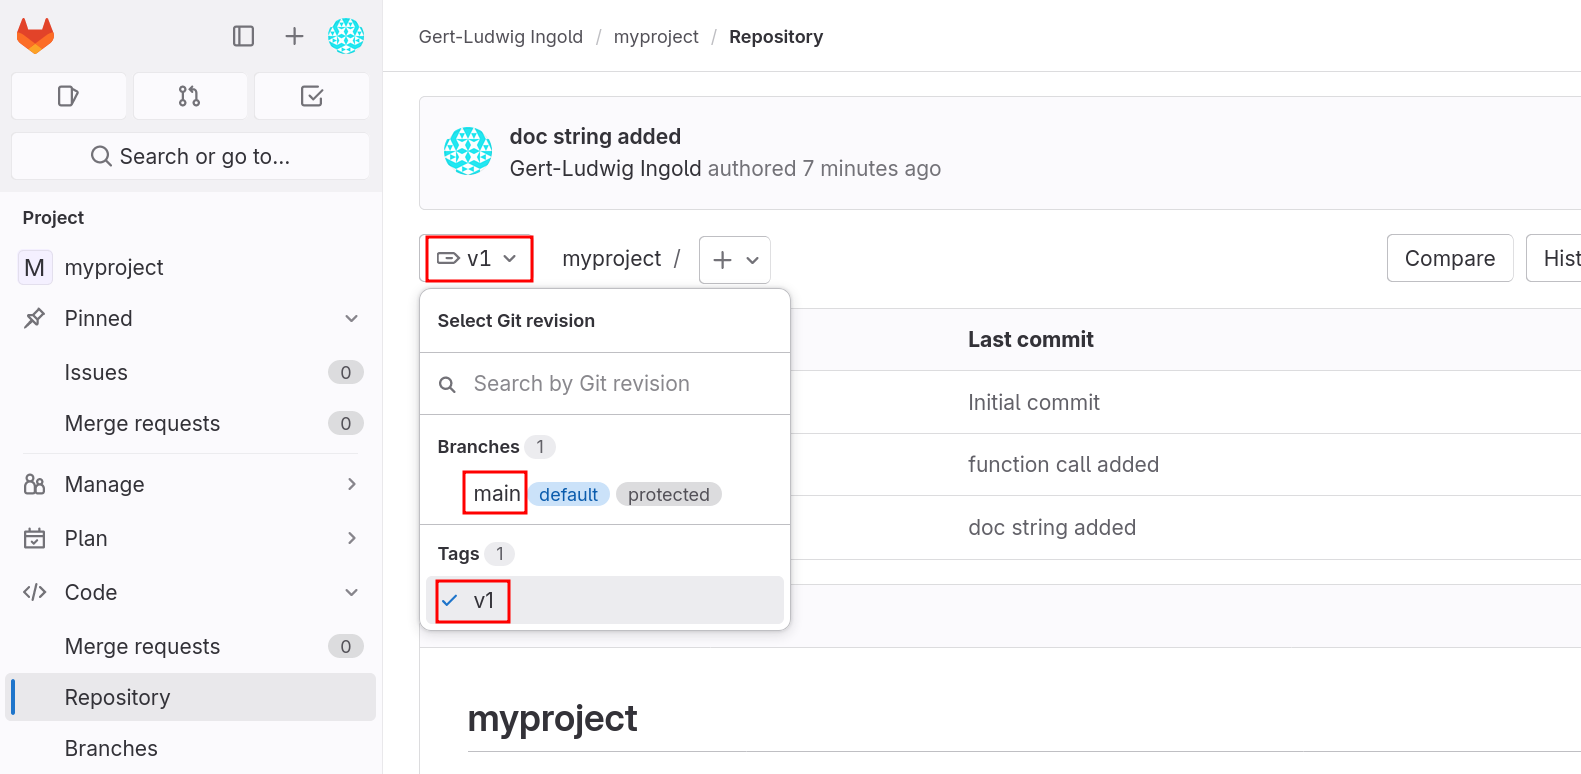 Gert-Ludwig Ingold / myproject / Repository
Search or go to...
Project
M myproject
Pinned
Issues 0
Merge requests 0
Manage
Plan
Code
Merge requests 0
Repository
Branches
doc string added
Gert-Ludwig Ingold authored 7 minutes ago
v1
myproject /
Compare
Hist
Select Git revision
Search by Git revision
Branches 1
main default protected
Tags 1
v1
Last commit
Initial commit
function call added
doc string added
myproject